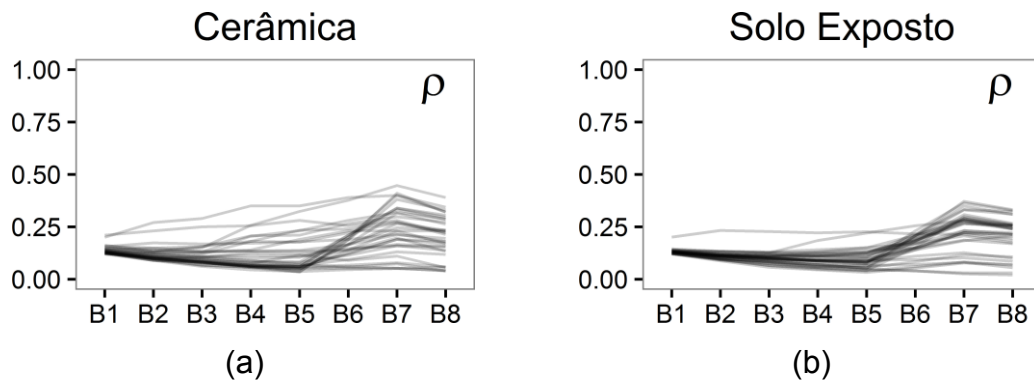 Cerâmica
ρ
1.00
0.75
0.50
0.25
0.00
B1 B2 B3 B4 B5 B6 B7 B8
(a)
Solo Exposto
ρ
1.00
0.75
0.50
0.25
0.00
B1 B2 B3 B4 B5 B6 B7 B8
(b)